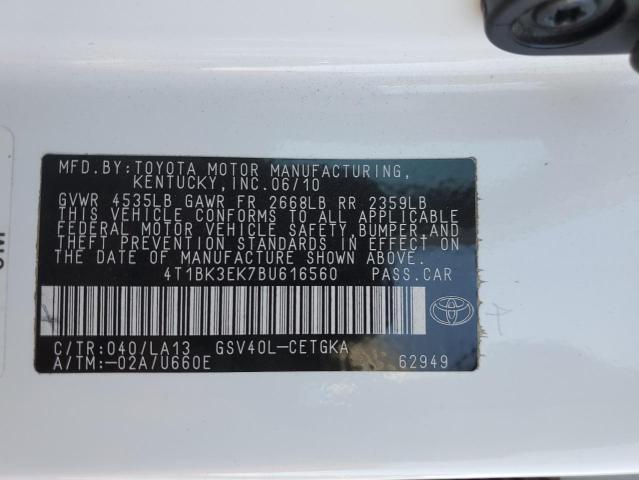 MFD.BY:TOYOTA MOTOR MANUFACTURING,
KENTUCKY,INC.06/10
GVWR 4535LB GAWR FR 2668LB RR 2359LB
THIS VEHICLE CONFORMS TO ALL APPLICABLE
FEDERAL MOTOR VEHICLE SAFETY,BUMPER,AND
THEFT PREVENTION STANDARDS IN EFFECT ON
THE DATE OF MANUFACTURE SHOWN ABOVE.
4T1BK3EK7BU616560 PASS.CAR
C/TR:040/LA13 GSV40L-CETGKA
A/TM:-02A/U660E 62949